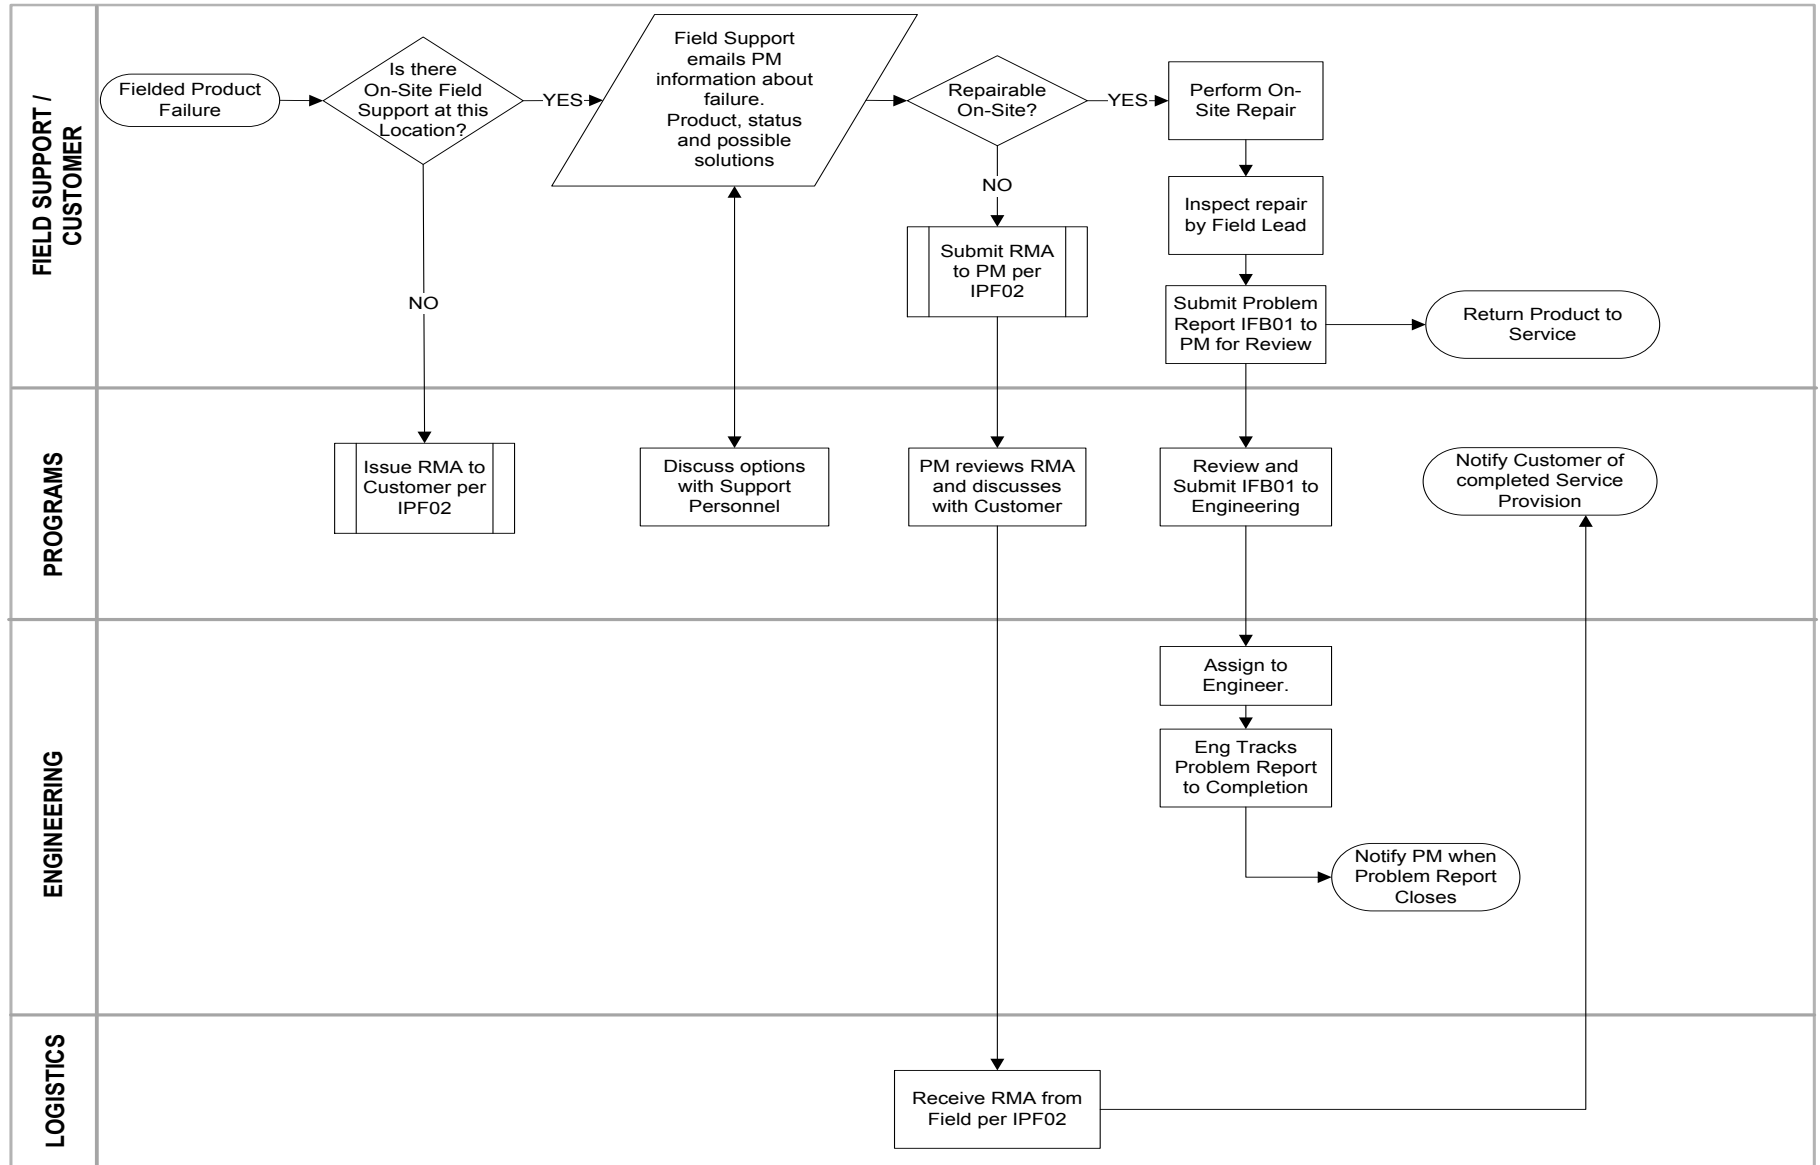 FIELD SUPPORT /
CUSTOMER
Fielded Product
Failure
Is there
On-Site Field
Support at this
Location?
YES
NO
Field Support
emails PM
information about
failure.
Product, status
and possible
solutions
Repairable
On-Site?
YES
NO
Perform On-
Site Repair
Inspect repair
by Field Lead
Submit RMA
to PM per
IPF02
Submit Problem
Report IFB01 to
PM for Review
Return Product to
Service
PROGRAMS
Issue RMA to
Customer per
IPF02
Discuss options
with Support
Personnel
PM reviews RMA
and discusses
with Customer
Review and
Submit IFB01 to
Engineering
Notify Customer of
completed Service
Provision
ENGINEERING
Assign to
Engineer.
Eng Tracks
Problem Report
to Completion
Notify PM when
Problem Report
Closes
LOGISTICS
Receive RMA from
Field per IPF02